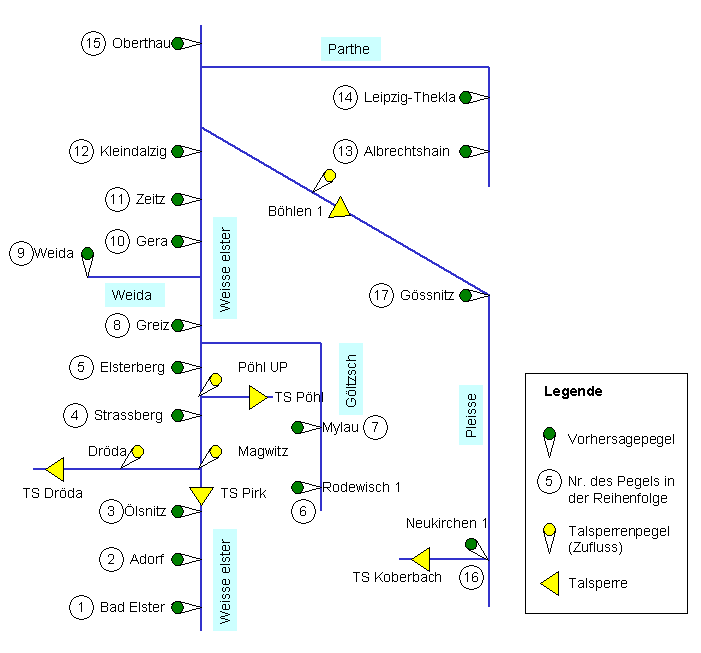 15 Oberthau
Parthe
14 Leipzig-Thekla
12 Kleindalzig
13 Albrechtshain
11 Zeitz
Böhlen 1
10 Gera
9 Weida
Weisse elster
Weida
17 Gössnitz
8 Greiz
5 Elsterberg
Pöhl UP
Göltzsch
TS Pöhl
4 Strassberg
Mylau 7
Pleisse
Dröda
Magwitz
TS Dröda
TS Pirk
Rodewisch 1
6
3 Ölsnitz
Neukirchen 1
2 Adorf
Weisse elster
TS Koberbach
16
1 Bad Elster
Legende
Vorhersagepegel
5 Nr. des Pegels in
der Reihenfolge
Talsperrenpegel
(Zufluss)
Talsperre